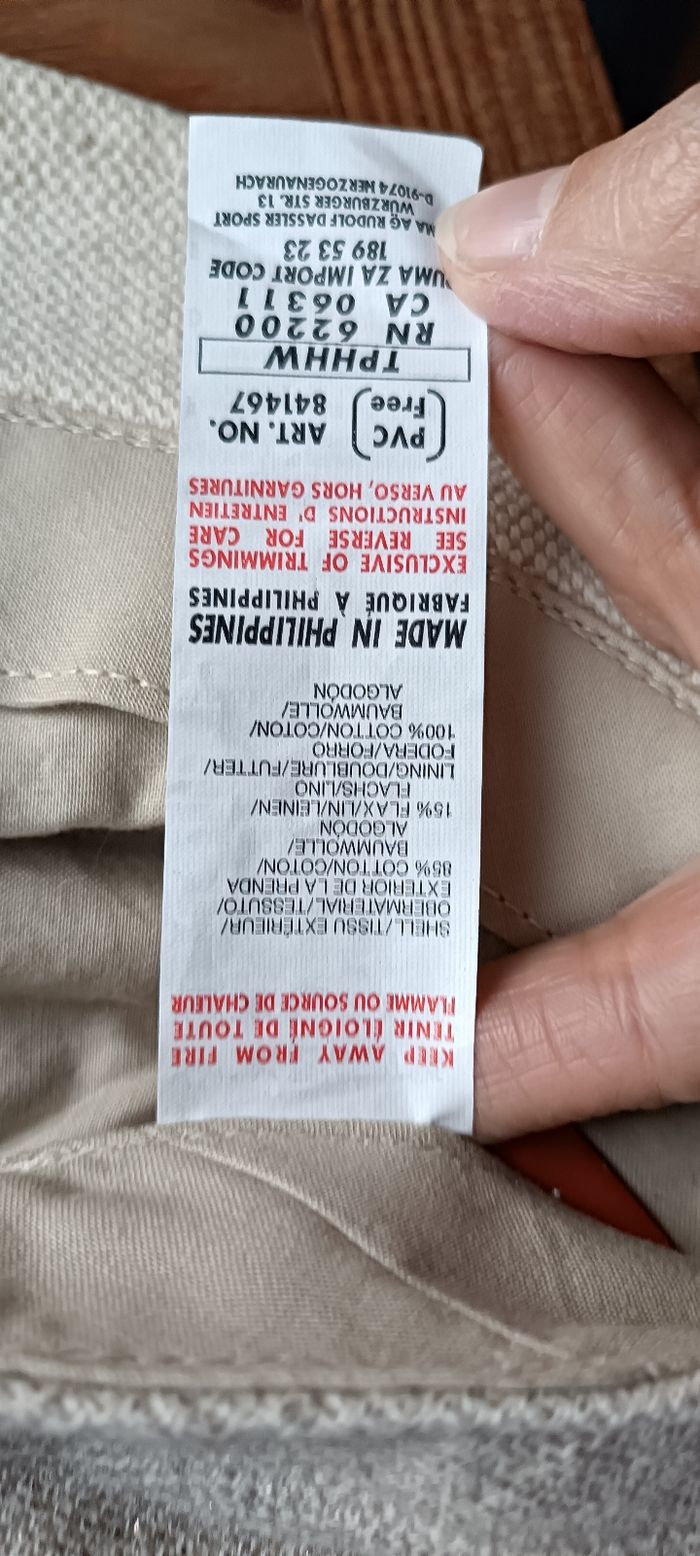 KEEP AWAY FROM FIRE
TENIR ÉLOIGNÉ DE TOUTE
FLAMME OU SOURCE DE CHALEUR
SHELL/TISSU EXTÉRIEUR/
OBERMATERIAL/TESSUTO/
EXTERIOR DE LA PRENDA
85% COTTON/COTON/
BAUMWOLLE/
ALGODÓN
15% FLAX/LIN/LEINEN/
FLACHS/LINO
LINING/DOUBLURE/FUTTER/
FODERA/FORRO
100% COTTON/COTON/
BAUMWOLLE/
ALGODÓN
MADE IN PHILIPPINES
FABRIQUÉ À PHILIPPINES
EXCLUSIVE OF TRIMMINGS
SEE REVERSE FOR CARE
INSTRUCTIONS D' ENTRETIEN
AU VERSO, HORS GARNITURES
(PVC Free) ART. NO. 841467
TPHHW
RN 62200
CA 06311
PUMA ZA IMPORT CODE
189 53 23
MA AG RUDOLF DASSLER SPORT
WURZBURGER STR. 13
D-91074 HERZOGENAURACH